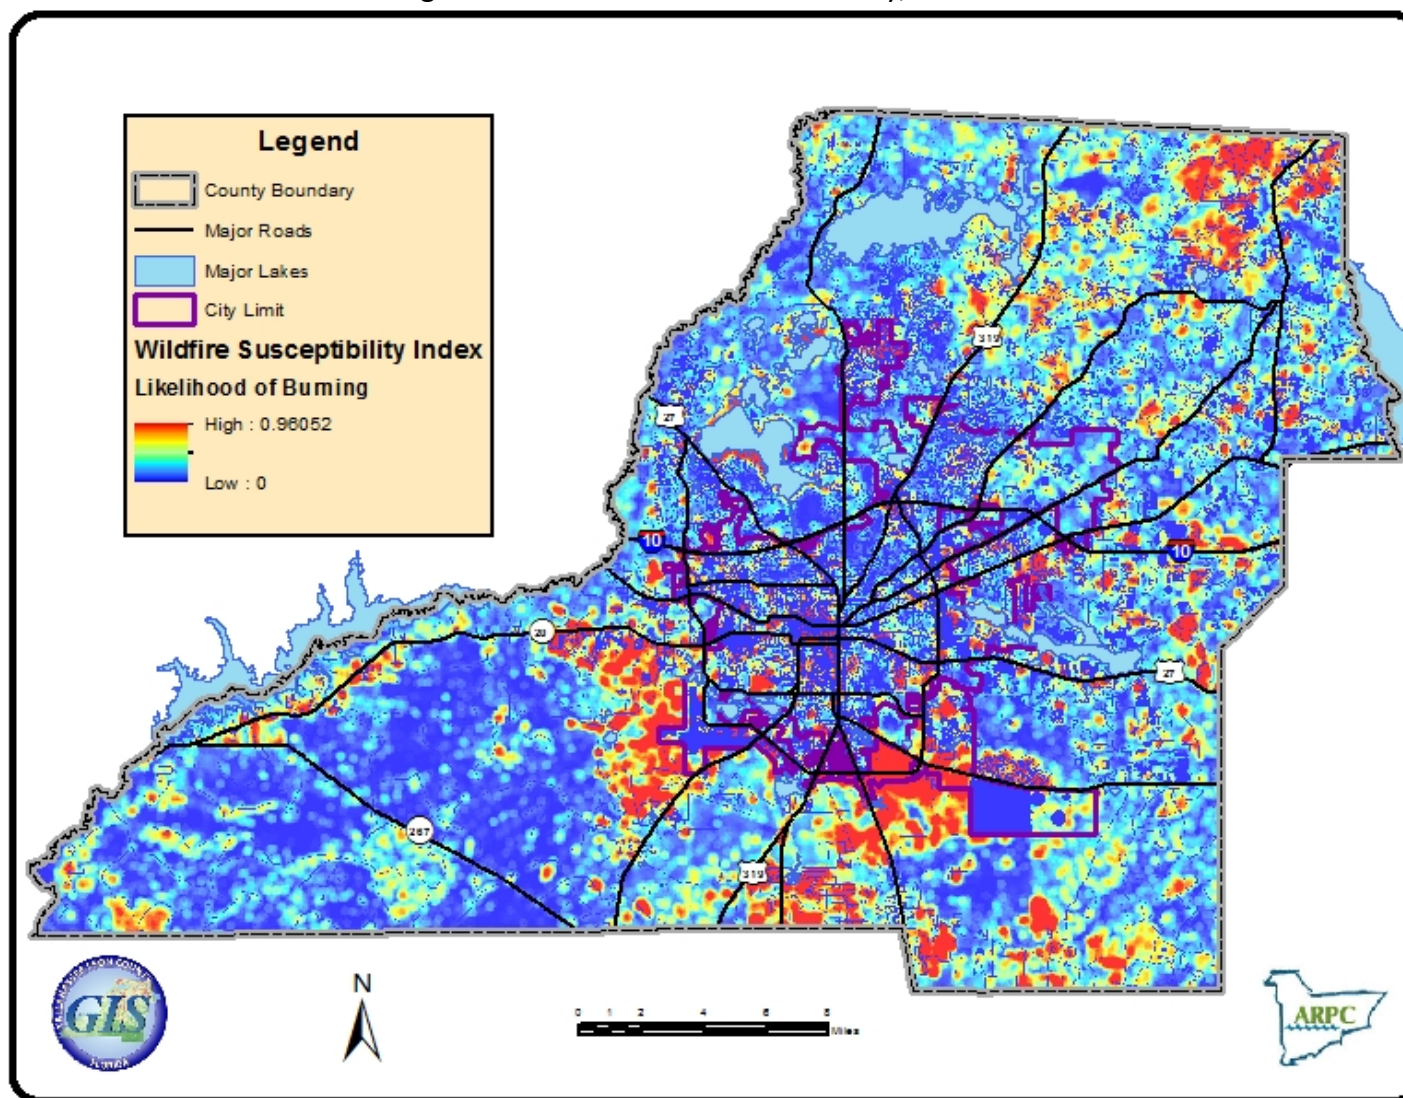 Legend
County Boundary
Major Roads
Major Lakes
City Limit
Wildfire Susceptibility Index
Likelihood of Burning
High : 0.96052
Low : 0
319
27
10
10
20
27
267
319
GIS
FLORIDA
N
0 1 2 4 6 8
Miles
ARPC